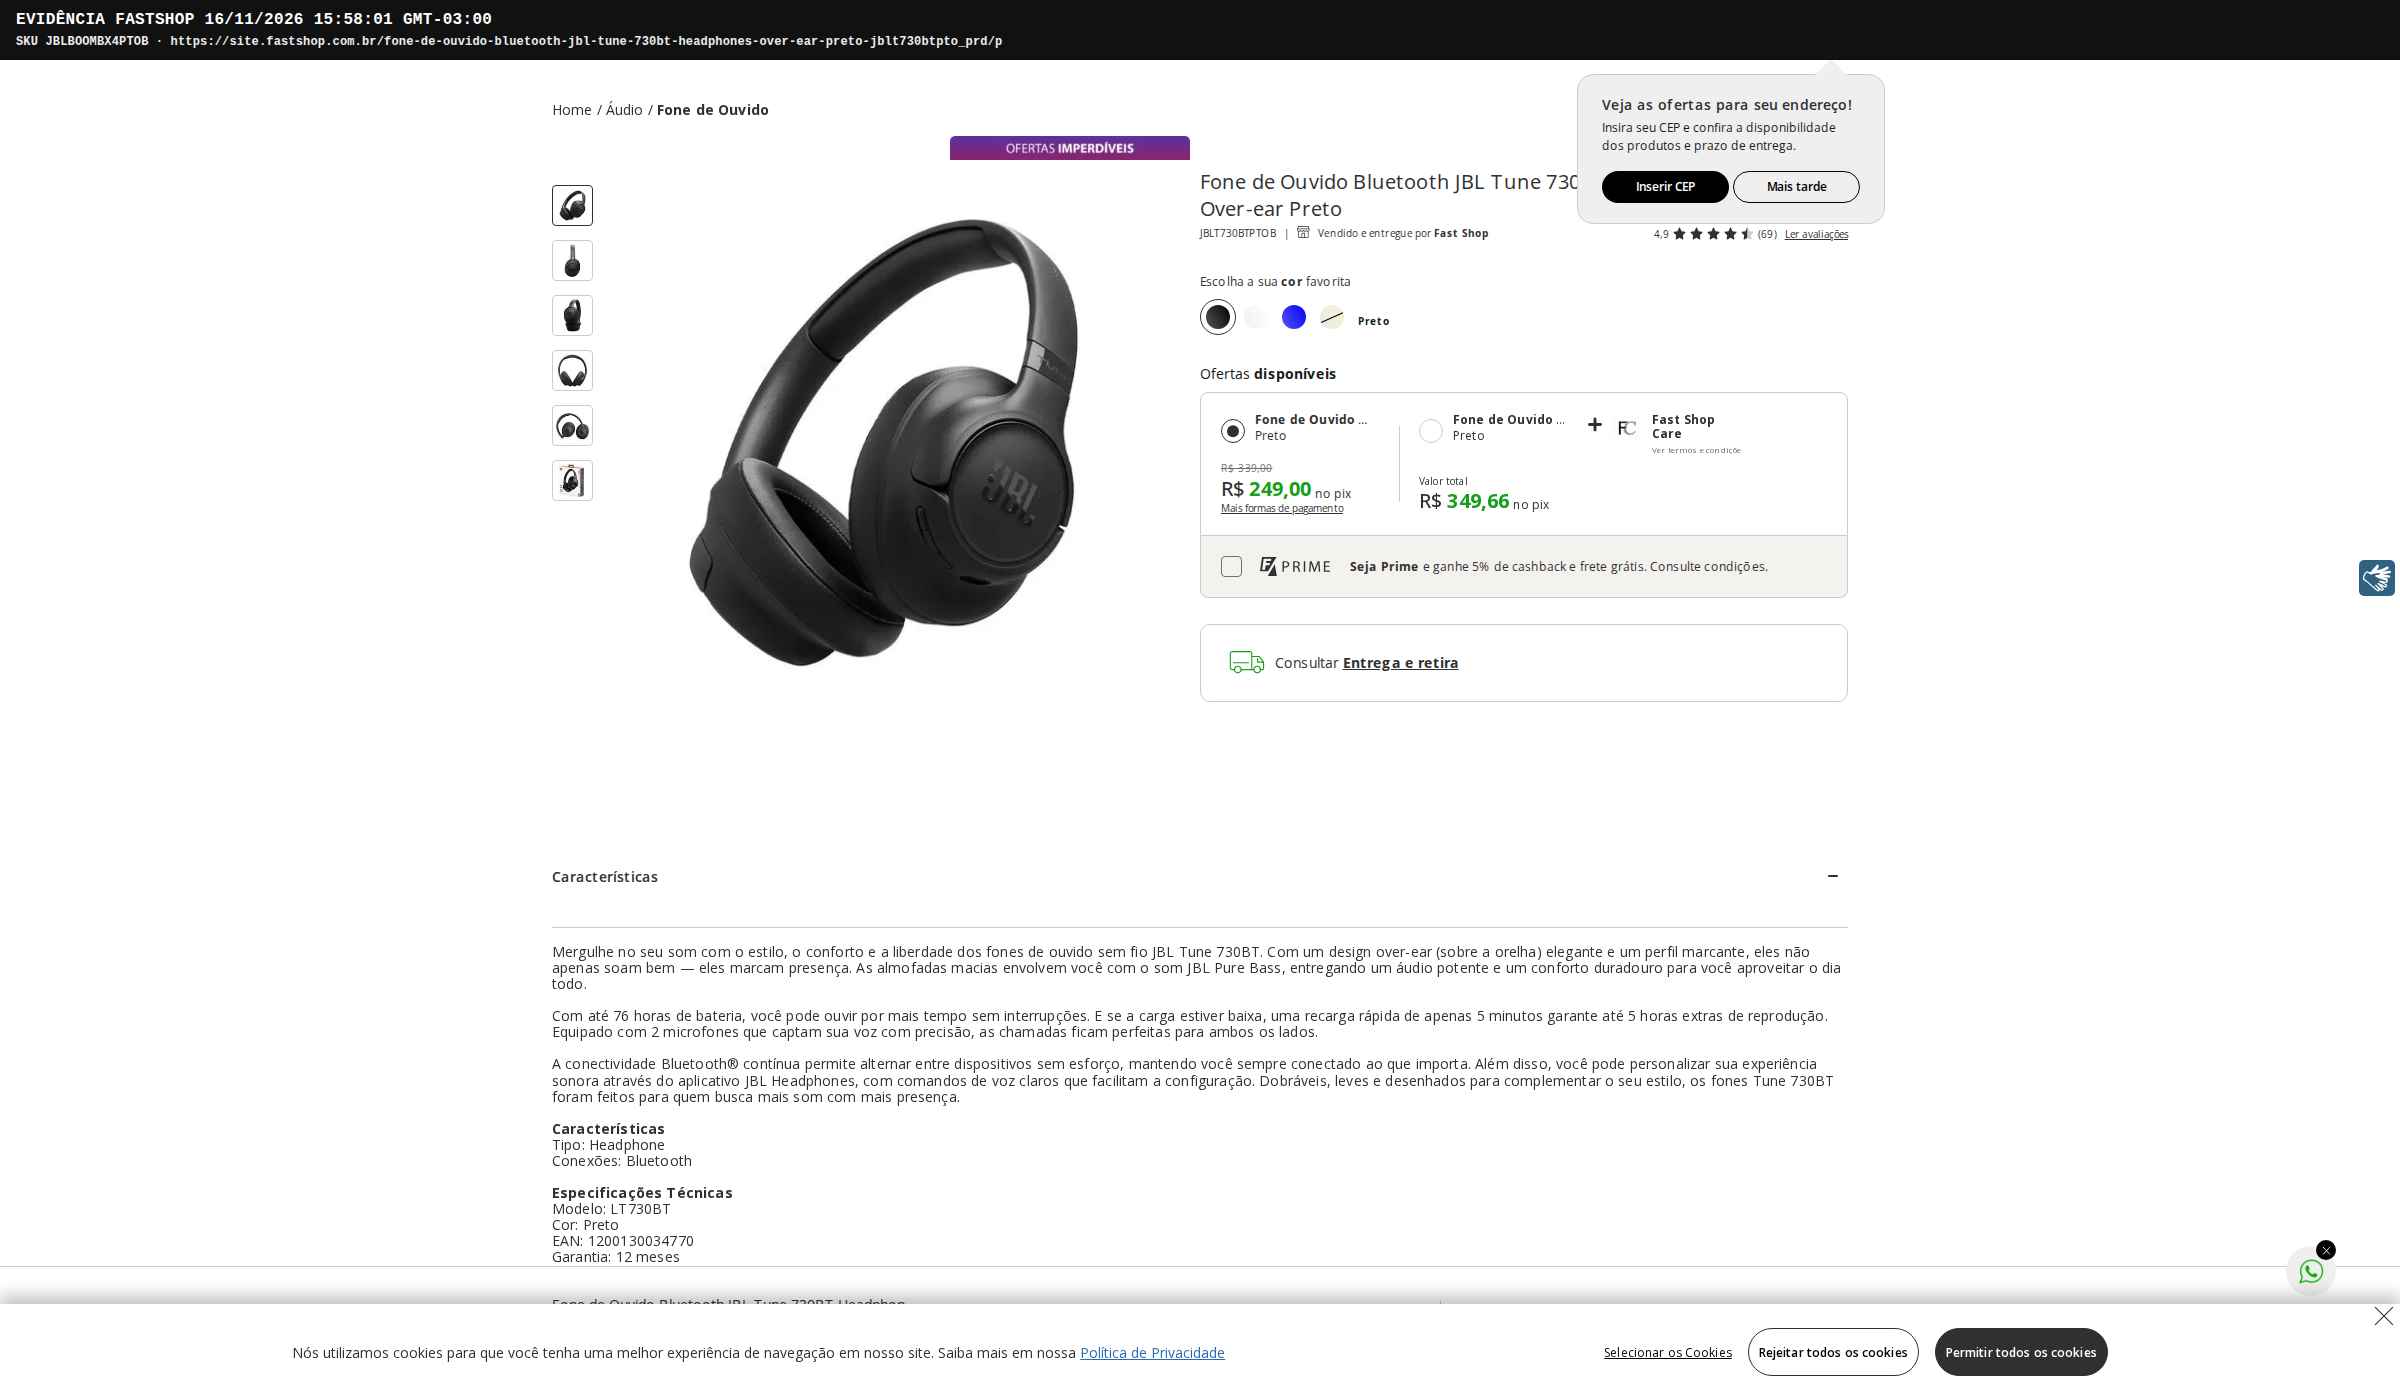 EVIDÊNCIA FASTSHOP 16/11/2026 15:58:01 GMT-03:00
SKU JBLBOOMBX4PTOB · https://site.fastshop.com.br/fone-de-ouvido-bluetooth-jbl-tune-730bt-headphones-over-ear-preto-jblt730btpto_prd/p
Veja as ofertas para seu endereço!
Insira seu CEP e confira a disponibilidade
dos produtos e prazo de entrega.
Inserir CEP Mais tarde
Home / Áudio / Fone de Ouvido
OFERTAS IMPERDÍVEIS
Fone de Ouvido Bluetooth JBL Tune 730
Over-ear Preto
JBLT730BTPTOB | Vendido e entregue por Fast Shop
4,9 (69) Ler avaliações
Escolha a sua cor favorita
Preto
Ofertas disponíveis
Fone de Ouvido ...
Preto
R$ 339,00
R$ 249,00 no pix
Mais formas de pagamento
Fone de Ouvido ...
Preto
+ FC Fast Shop
Care
Ver termos e condiçõe
Valor total
R$ 349,66 no pix
PRIME Seja Prime e ganhe 5% de cashback e frete grátis. Consulte condições.
Consultar Entrega e retira
JBL
Características
Mergulhe no seu som com o estilo, o conforto e a liberdade dos fones de ouvido sem fio JBL Tune 730BT. Com um design over-ear (sobre a orelha) elegante e um perfil marcante, eles não
apenas soam bem — eles marcam presença. As almofadas macias envolvem você com o som JBL Pure Bass, entregando um áudio potente e um conforto duradouro para você aproveitar o dia
todo.
Com até 76 horas de bateria, você pode ouvir por mais tempo sem interrupções. E se a carga estiver baixa, uma recarga rápida de apenas 5 minutos garante até 5 horas extras de reprodução.
Equipado com 2 microfones que captam sua voz com precisão, as chamadas ficam perfeitas para ambos os lados.
A conectividade Bluetooth® contínua permite alternar entre dispositivos sem esforço, mantendo você sempre conectado ao que importa. Além disso, você pode personalizar sua experiência
sonora através do aplicativo JBL Headphones, com comandos de voz claros que facilitam a configuração. Dobráveis, leves e desenhados para complementar o seu estilo, os fones Tune 730BT
foram feitos para quem busca mais som com mais presença.
Características
Tipo: Headphone
Conexões: Bluetooth
Especificações Técnicas
Modelo: LT730BT
Cor: Preto
EAN: 1200130034770
Garantia: 12 meses
Fone de Ouvido Bluetooth JBL Tune 730BT Headphon
Nós utilizamos cookies para que você tenha uma melhor experiência de navegação em nosso site. Saiba mais em nossa Política de Privacidade
Selecionar os Cookies
Rejeitar todos os cookies
Permitir todos os cookies